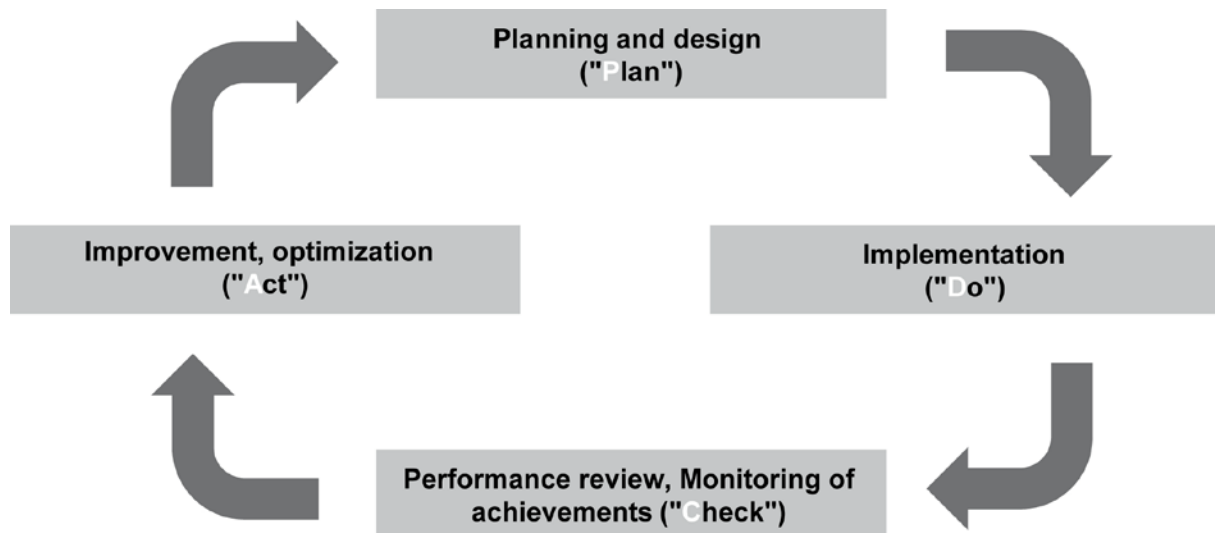 Planning and design
("Plan")
Improvement, optimization
("Act")
Implementation
("Do")
Performance review, Monitoring of
achievements ("Check")